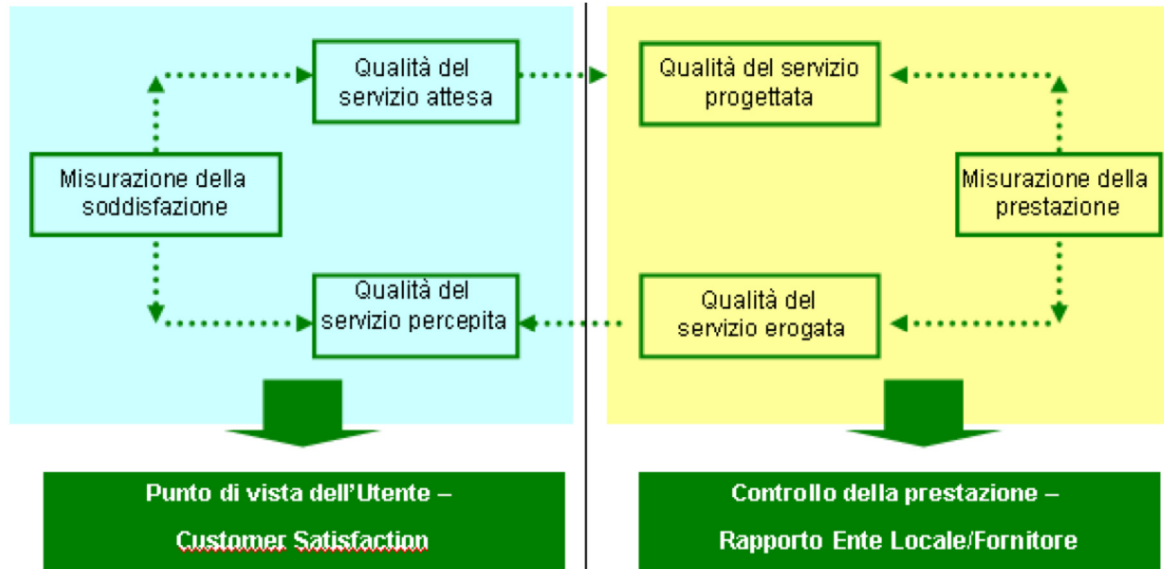 Qualità del
servizio attesa
Qualità del servizio
progettata
Misurazione della
soddisfazione
Misurazione della
prestazione
Qualità del
servizio percepita
Qualità del
servizio erogata
Punto di vista dell'Utente –
Customer Satisfaction
Controllo della prestazione –
Rapporto Ente Locale/Fornitore